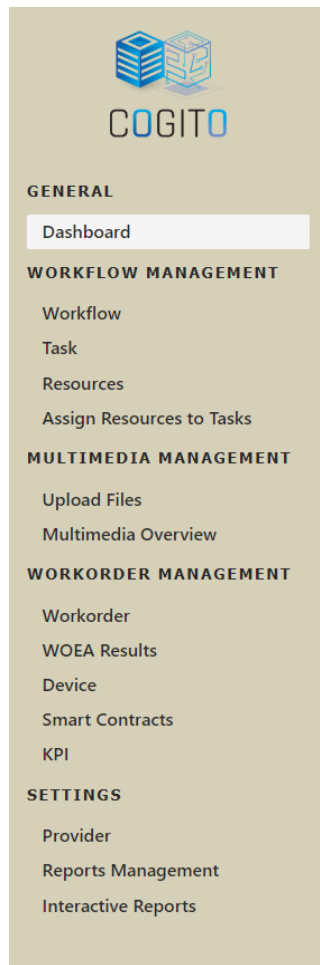 COGITO
GENERAL
Dashboard
WORKFLOW MANAGEMENT
Workflow
Task
Resources
Assign Resources to Tasks
MULTIMEDIA MANAGEMENT
Upload Files
Multimedia Overview
WORKORDER MANAGEMENT
Workorder
WOEA Results
Device
Smart Contracts
KPI
SETTINGS
Provider
Reports Management
Interactive Reports